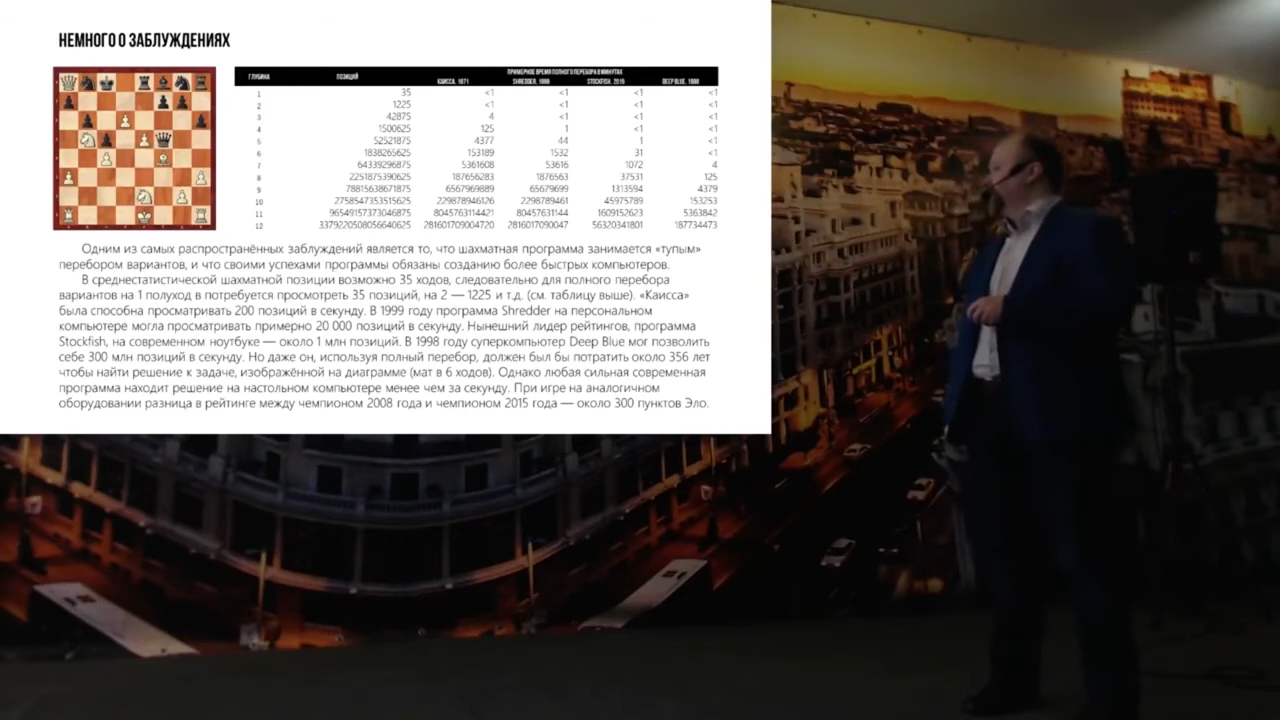 НЕМНОГО О ЗАБЛУЖДЕНИЯХ
ПРИМЕРНОЕ ВРЕМЯ ПОЛНОГО ПЕРЕБОРА В МИНУТАХ
ГЛУБИНА ПОЗИЦИЙ КАИССА, 1971 SHREDDER, 1999 STOCKFISH, 2015 DEEP BLUE, 1998
1 35 <1 <1 <1 <1
2 1225 <1 <1 <1 <1
3 42875 4 <1 <1 <1
4 1500625 125 1 <1 <1
5 52521875 4377 44 1 <1
6 1838265625 153189 1532 31 <1
7 64339296875 5361608 53616 1072 4
8 2251875390625 187656283 1876563 37531 125
9 78815638671875 6567969889 65679699 1313594 4379
10 2758547353515625 229878946126 2298789461 45975789 153253
11 96549157373046875 8045763114421 80457631144 1609152623 5363842
12 3379220508056640625 281601709004720 2816017090047 56320341801 187734473
Одним из самых распространённых заблуждений является то, что шахматная программа занимается «тупым»
перебором вариантов, и что своими успехами программы обязаны созданию более быстрых компьютеров.
В среднестатистической шахматной позиции возможно 35 ходов, следовательно для полного перебора
вариантов на 1 полуход в потребуется просмотреть 35 позиций, на 2 — 1225 и т.д. (см. таблицу выше). «Каисса»
была способна просматривать 200 позиций в секунду. В 1999 году программа Shredder на персональном
компьютере могла просматривать примерно 20 000 позиций в секунду. Нынешний лидер рейтингов, программа
Stockfish, на современном ноутбуке — около 1 млн позиций. В 1998 году суперкомпьютер Deep Blue мог позволить
себе 300 млн позиций в секунду. Но даже он, используя полный перебор, должен был бы потратить около 356 лет
чтобы найти решение к задаче, изображённой на диаграмме (мат в 6 ходов). Однако любая сильная современная
программа находит решение на настольном компьютере менее чем за секунду. При игре на аналогичном
оборудовании разница в рейтинге между чемпионом 2008 года и чемпионом 2015 года — около 300 пунктов Эло.